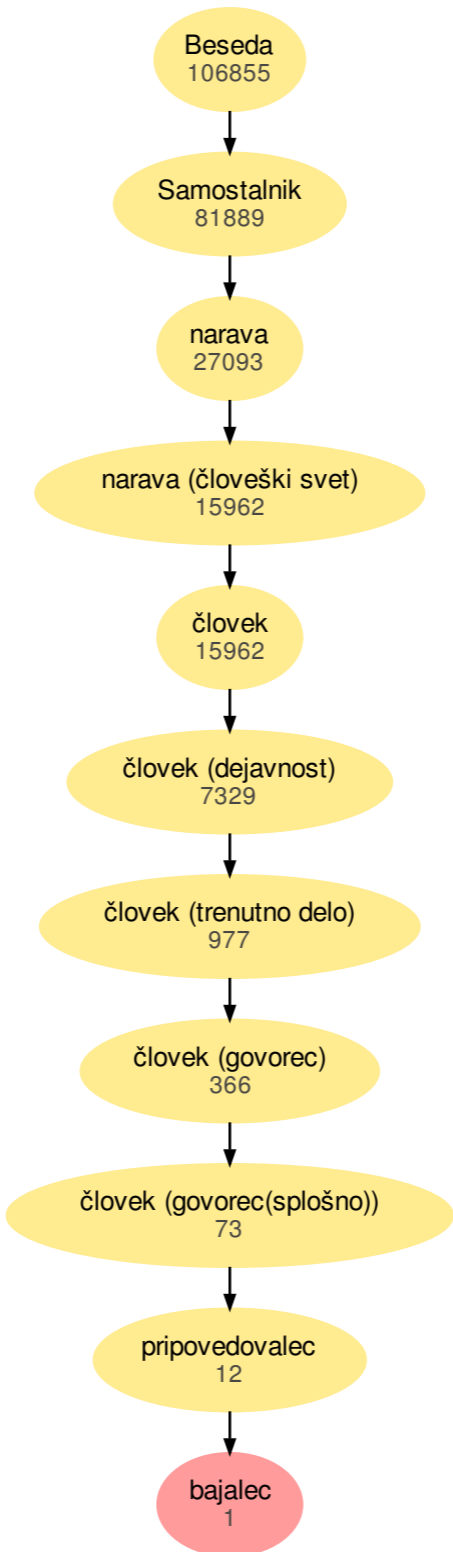 Beseda
106855
Samostalnik
81889
narava
27093
narava (človeški svet)
15962
človek
15962
človek (dejavnost)
7329
človek (trenutno delo)
977
človek (govorec)
366
človek (govorec(splošno))
73
pripovedovalec
12
bajalec
1